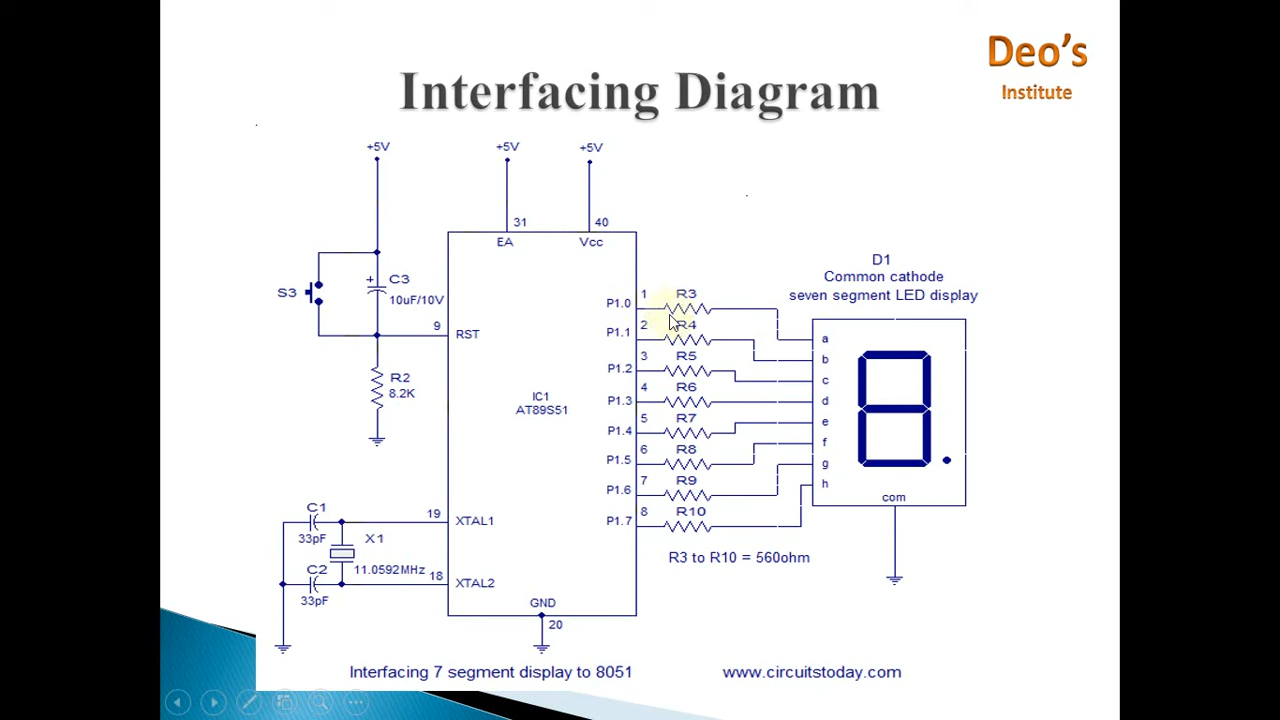 Deo's
Institute
Interfacing Diagram
+5V
+5V
+5V
31
40
EA
Vcc
D1
Common cathode
seven segment LED display
S3
+
C3
10uF/10V
9
RST
R2
8.2K
IC1
AT89S51
P1.0
1
R3
a
P1.1
2
R4
b
P1.2
3
R5
c
P1.3
4
R6
d
P1.4
5
R7
e
P1.5
6
R8
f
P1.6
7
R9
g
P1.7
8
R10
h
com
R3 to R10 = 560ohm
C1
33pF
19
XTAL1
X1
11.0592MHz
C2
33pF
18
XTAL2
GND
20
Interfacing 7 segment display to 8051
www.circuitstoday.com